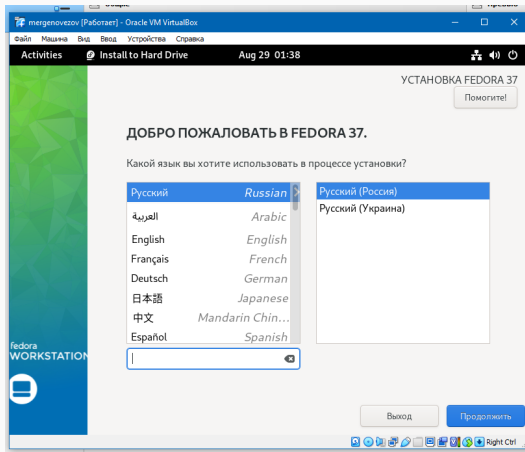 mergenovezov [Работает] - Oracle VM VirtualBox
Файл Машина Вид Ввод Устройства Справка
Activities Install to Hard Drive Aug 29 01:38
УСТАНОВКА FEDORA 37
Помогите!
ДОБРО ПОЖАЛОВАТЬ В FEDORA 37.
Какой язык вы хотите использовать в процессе установки?
Русский Russian
العربية Arabic
English English
Français French
Deutsch German
日本語 Japanese
中文 Mandarin Chin...
Español Spanish
Русский (Россия)
Русский (Украина)
fedora
WORKSTATION
Выход Продолжить
Right Ctrl